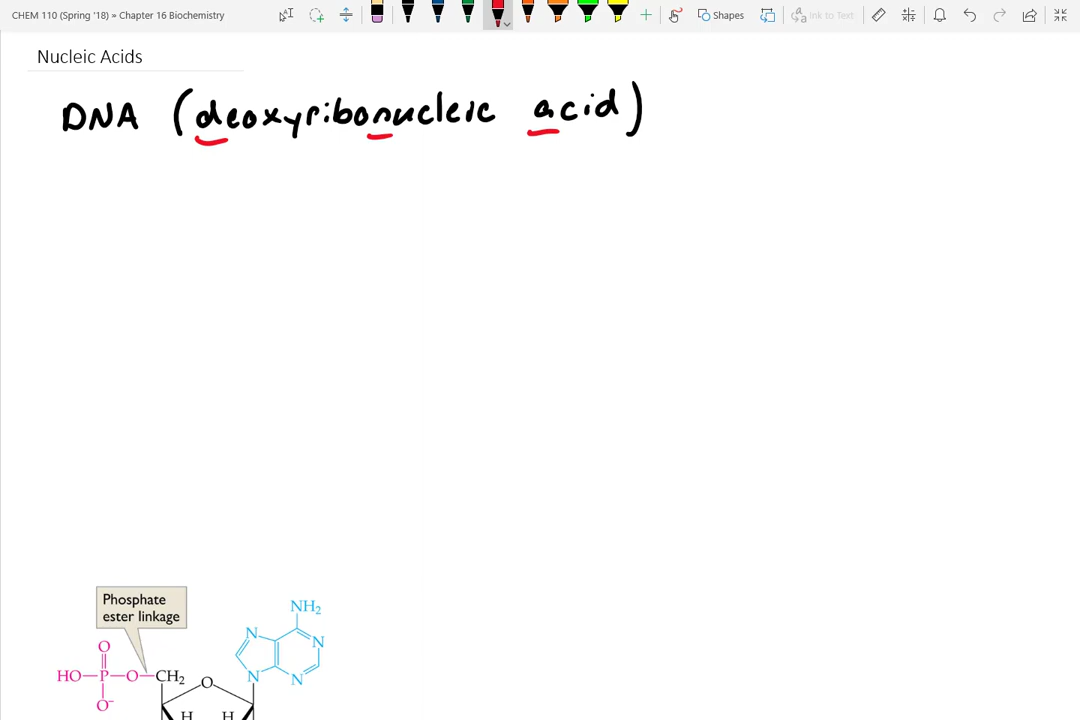 CHEM 110 (Spring '18) » Chapter 16 Biochemistry
Shapes
Ink to Text
Nucleic Acids
DNA (deoxyribonucleic acid)
Phosphate
ester linkage
NH₂
O
N
N
HO—P—O—CH₂
O
N
N
O⁻
H
H